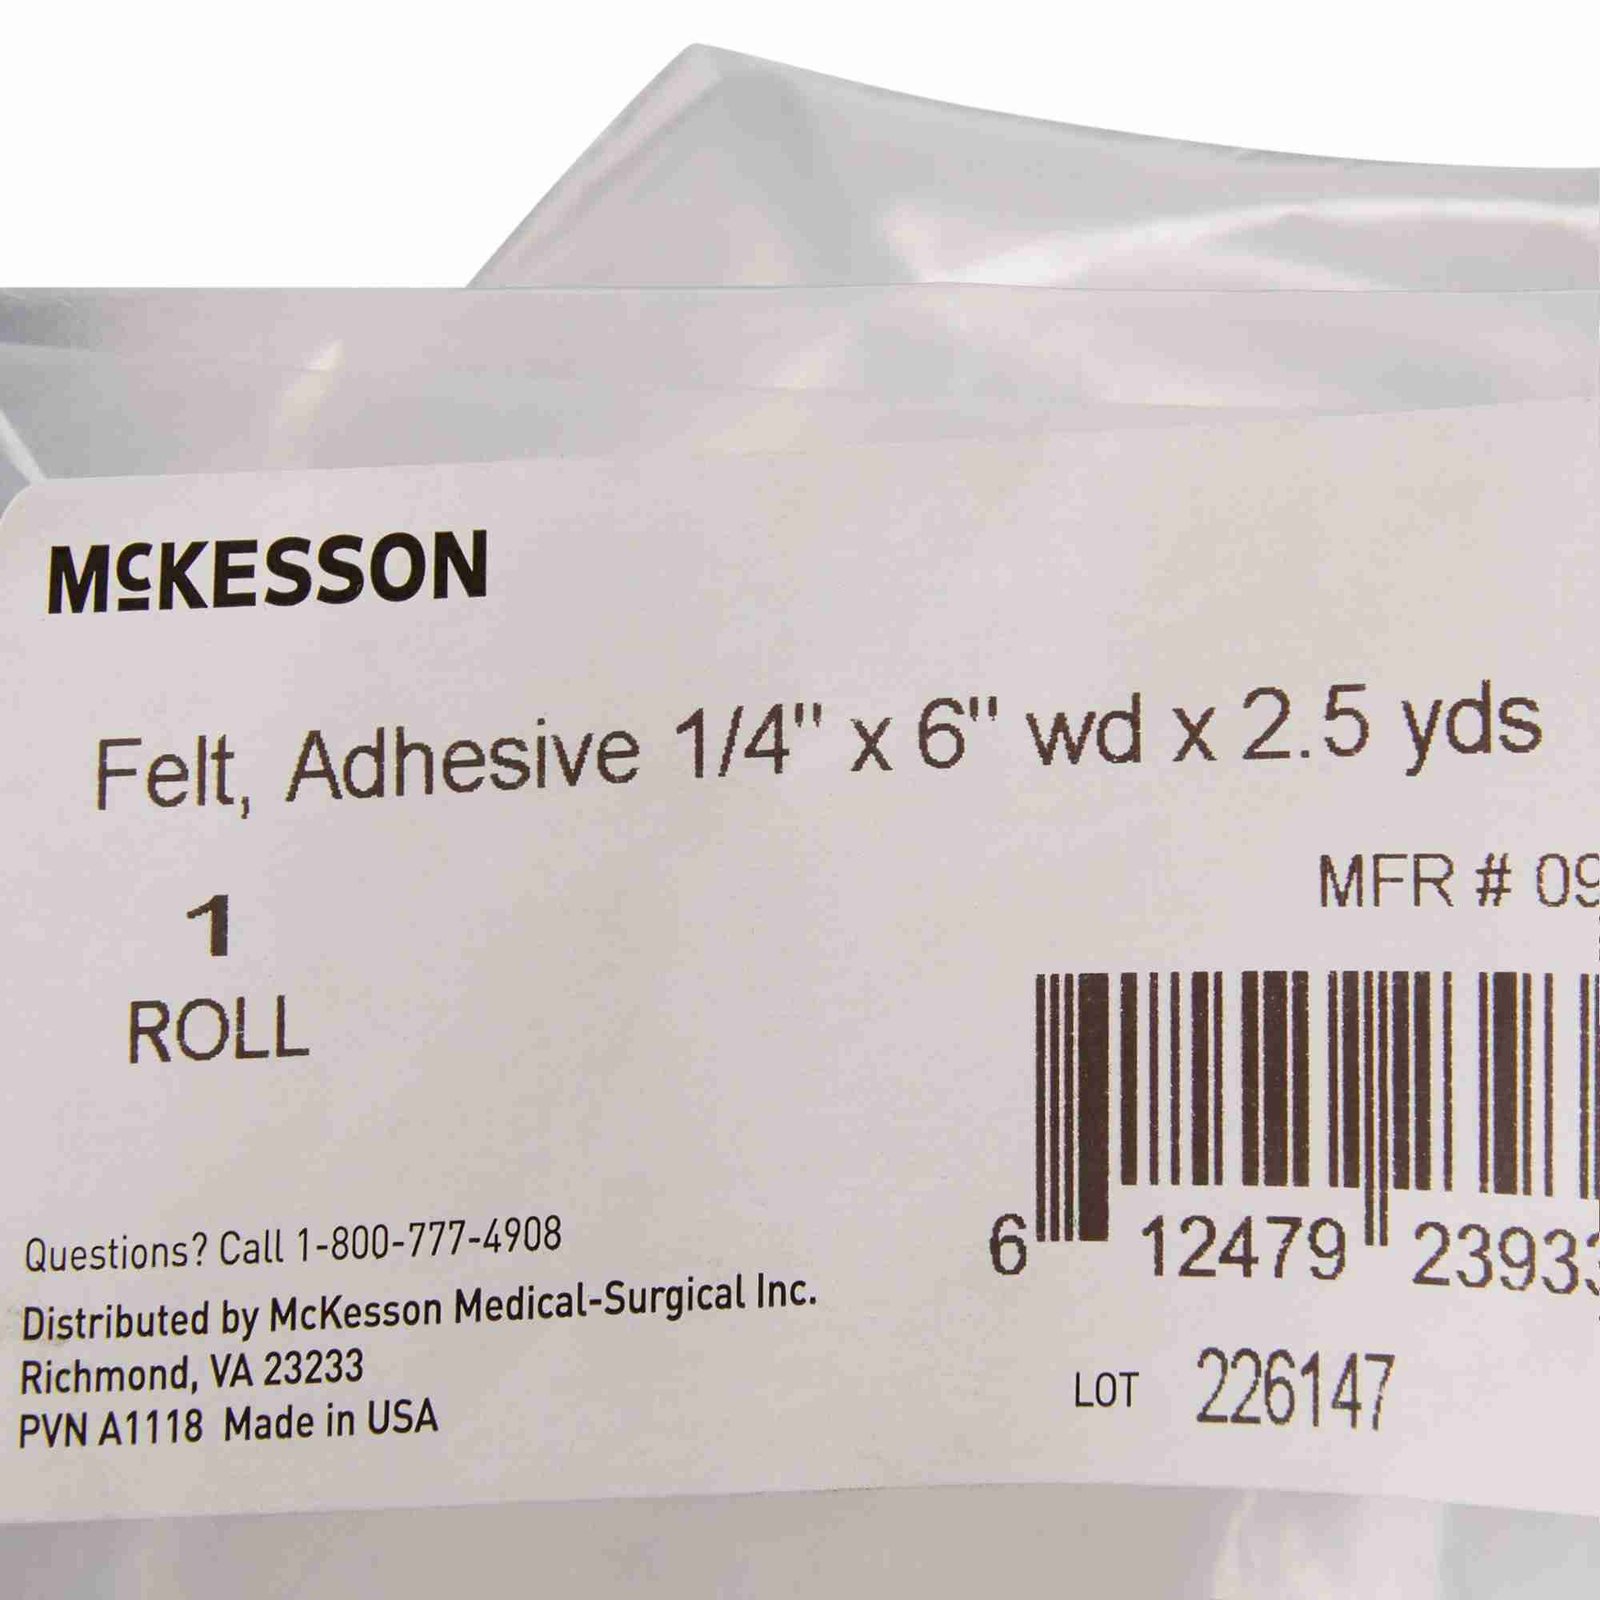 McKESSON
Felt, Adhesive 1/4" x 6" wd x 2.5 yds
MFR # 09
1
ROLL
6 12479 23933
Questions? Call 1-800-777-4908
Distributed by McKesson Medical-Surgical Inc.
Richmond, VA 23233
PVN A1118 Made in USA
LOT 226147